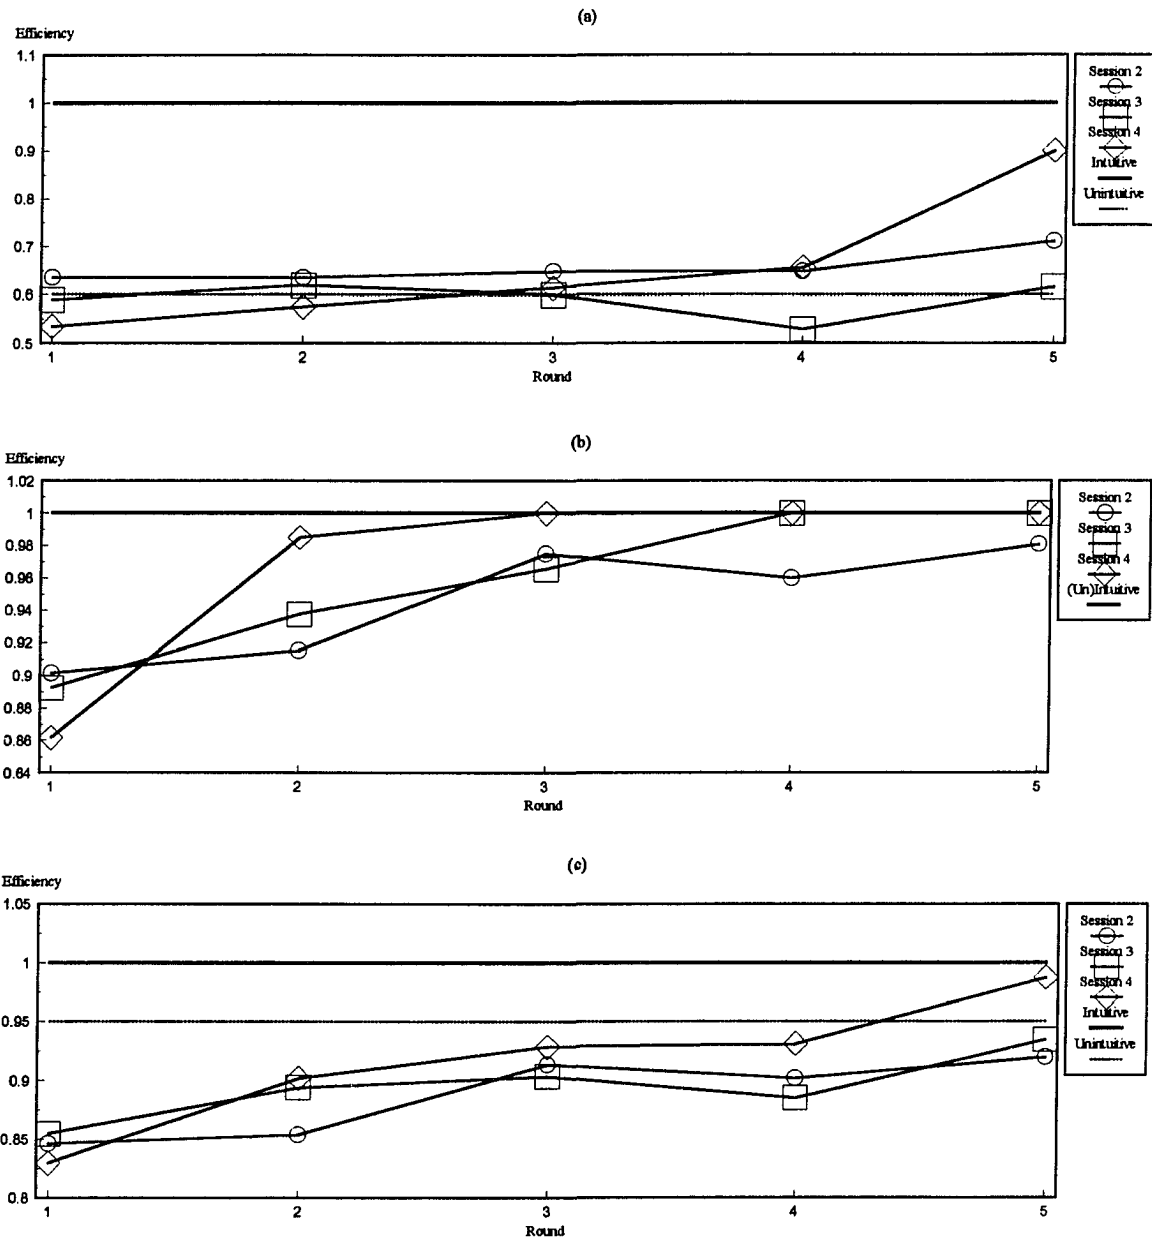 (a)
Efficiency
1.1
1
0.9
0.8
0.7
0.6
0.5
1
2
3
4
5
Round
Session 2
Session 3
Session 4
Intuitive
Unintuitive
(b)
Efficiency
1.02
1
0.98
0.96
0.94
0.92
0.9
0.88
0.86
0.64
1
2
3
4
5
Round
Session 2
Session 3
Session 4
(Un)Intuitive
(c)
Efficiency
1.05
1
0.95
0.9
0.85
0.8
1
2
3
4
5
Round
Session 2
Session 3
Session 4
Intuitive
Unintuitive